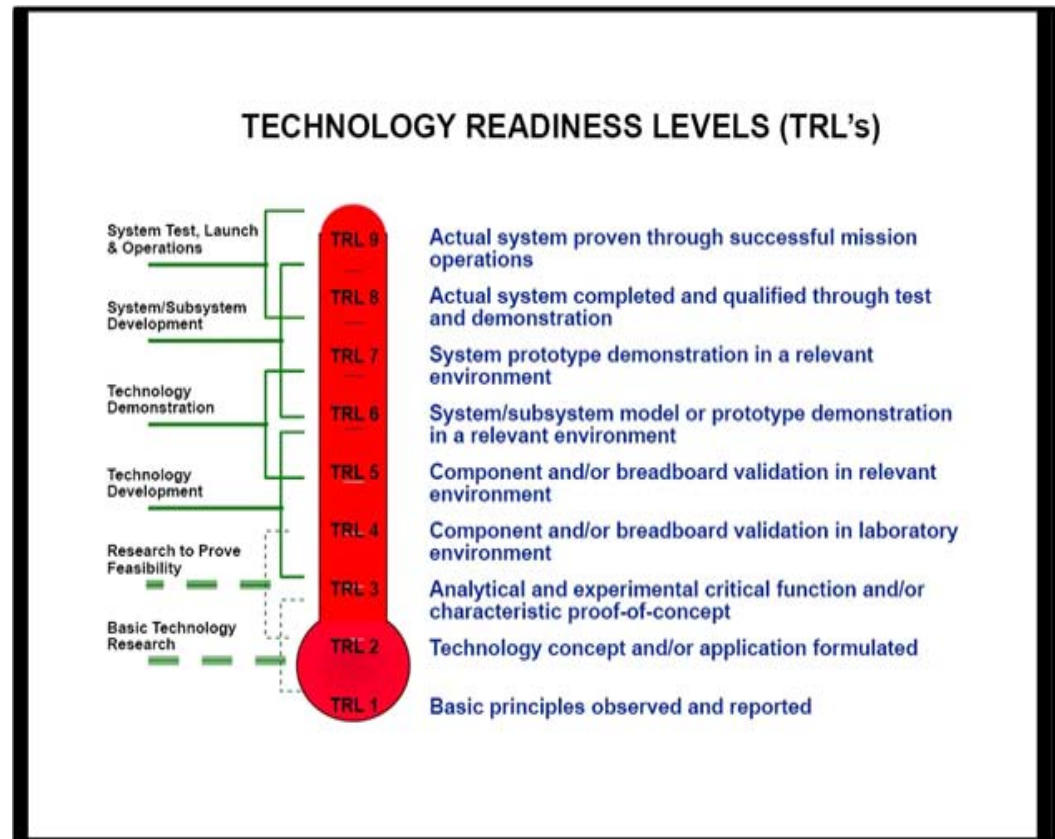 TECHNOLOGY READINESS LEVELS (TRL's)
System Test, Launch
& Operations
System/Subsystem
Development
Technology
Demonstration
Technology
Development
Research to Prove
Feasibility
Basic Technology
Research
TRL 9
Actual system proven through successful mission
operations
TRL 8
Actual system completed and qualified through test
and demonstration
TRL 7
System prototype demonstration in a relevant
environment
TRL 6
System/subsystem model or prototype demonstration
in a relevant environment
TRL 5
Component and/or breadboard validation in relevant
environment
TRL 4
Component and/or breadboard validation in laboratory
environment
TRL 3
Analytical and experimental critical function and/or
characteristic proof-of-concept
TRL 2
Technology concept and/or application formulated
TRL 1
Basic principles observed and reported